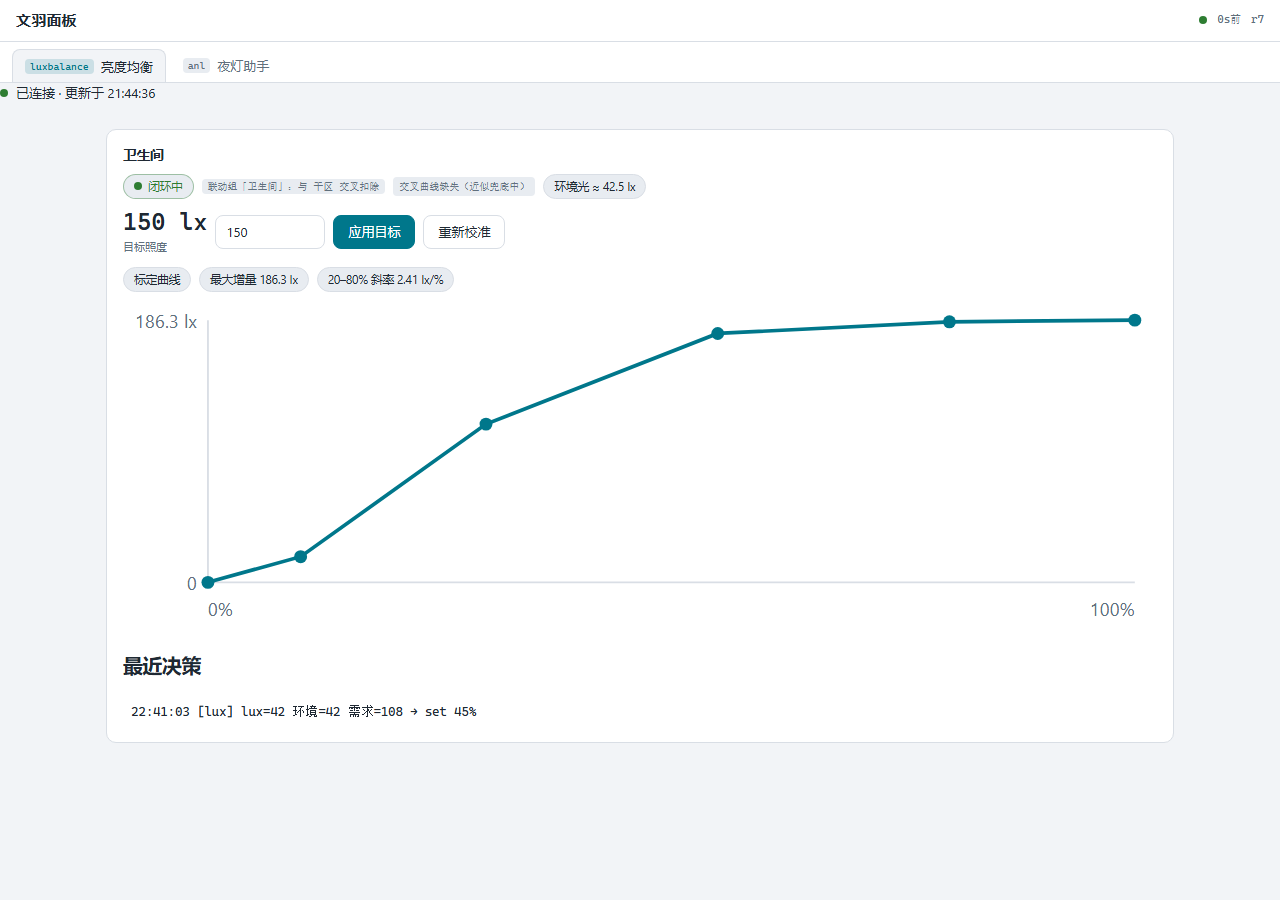 文羽面板
0s前 r7
luxbalance 亮度均衡 anl 夜灯助手
已连接 · 更新于 21:44:36
卫生间
闭环中 联动组「卫生间」: 与 干区 交叉扣除 交叉曲线缺失（近似兜底中） 环境光 ≈ 42.5 lx
150 lx 150 应用目标 重新校准
目标照度
标定曲线 最大增量 186.3 lx 20–80% 斜率 2.41 lx/%
186.3 lx
0
0% 100%
最近决策
22:41:03 [lux] lux=42 环境=42 需求=108 → set 45%